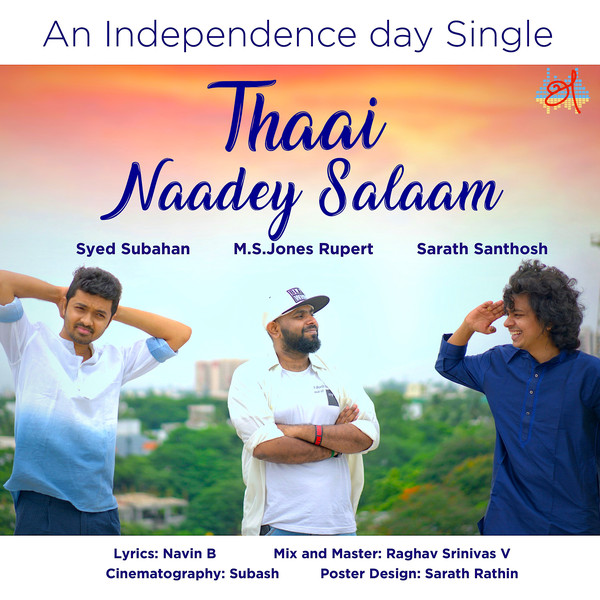 An Independence day Single
Thaai
Naadey Salaam
Syed Subahan M.S.Jones Rupert Sarath Santhosh
Lyrics: Navin B Mix and Master: Raghav Srinivas V
Cinematography: Subash Poster Design: Sarath Rathin